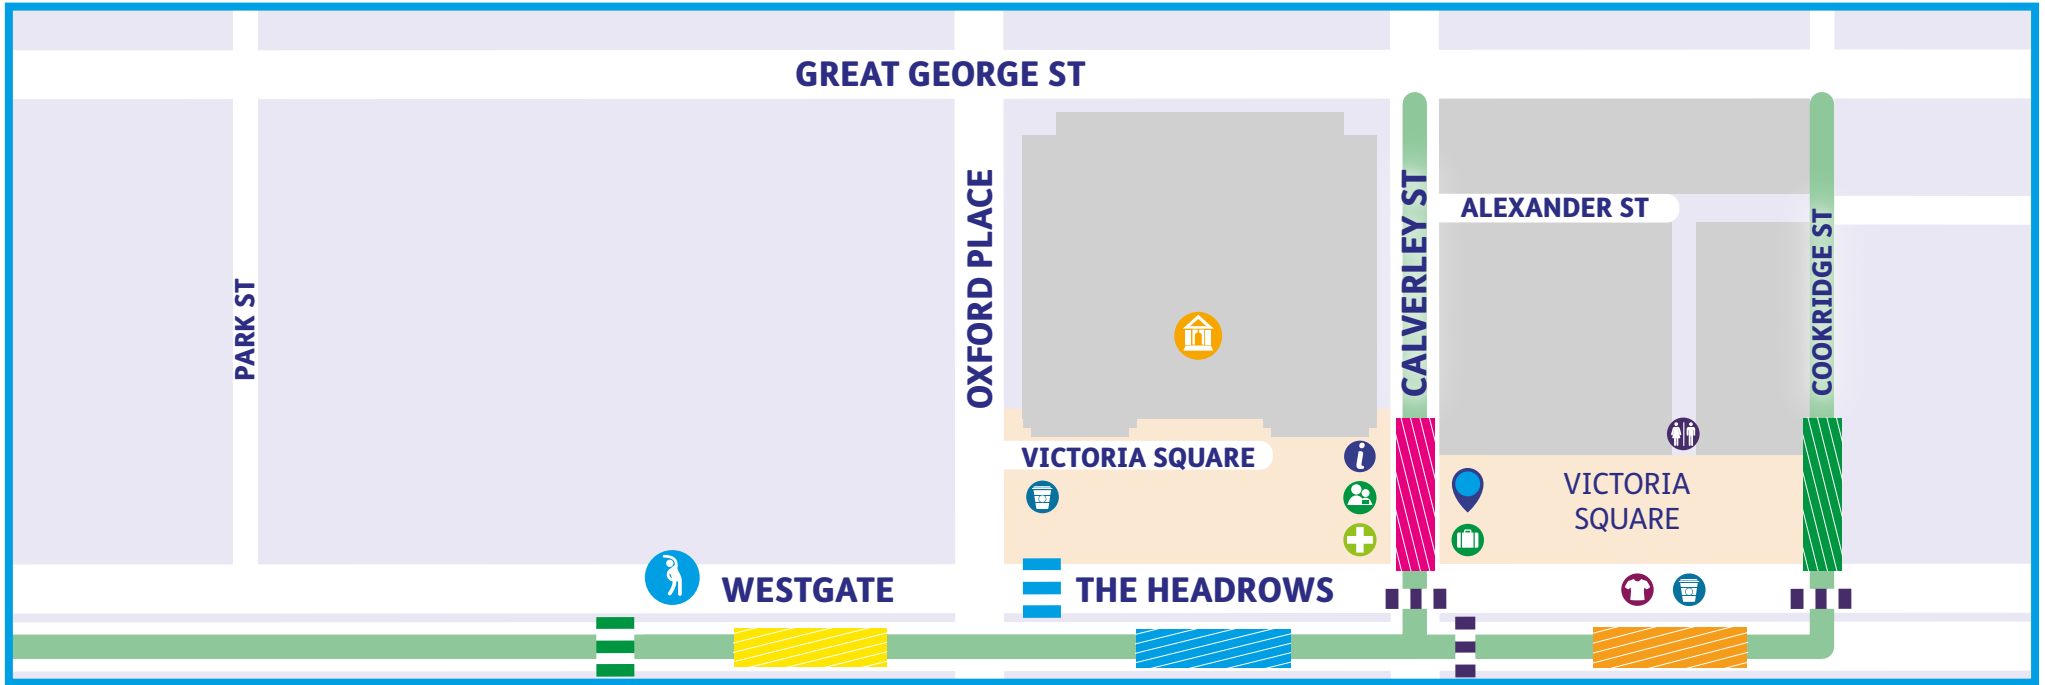 GREAT GEORGE ST
PARK ST
OXFORD PLACE
CALVERLEY ST
ALEXANDER ST
COOKRIDGE ST
VICTORIA SQUARE
i
VICTORIA
SQUARE
WESTGATE
THE HEADROWS